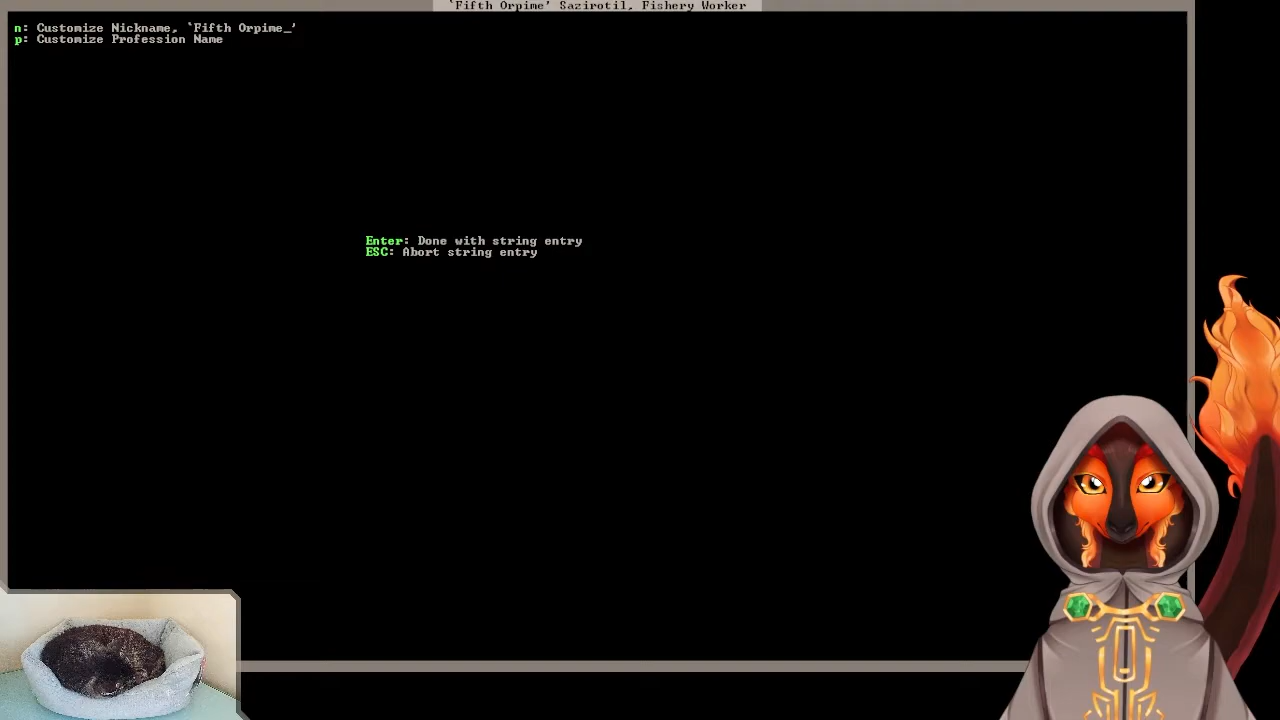 `Fifth Orpime' Sazirotil, Fishery Worker
n: Customize Nickname, `Fifth Orpime_'
p: Customize Profession Name
Enter: Done with string entry
ESC: Abort string entry